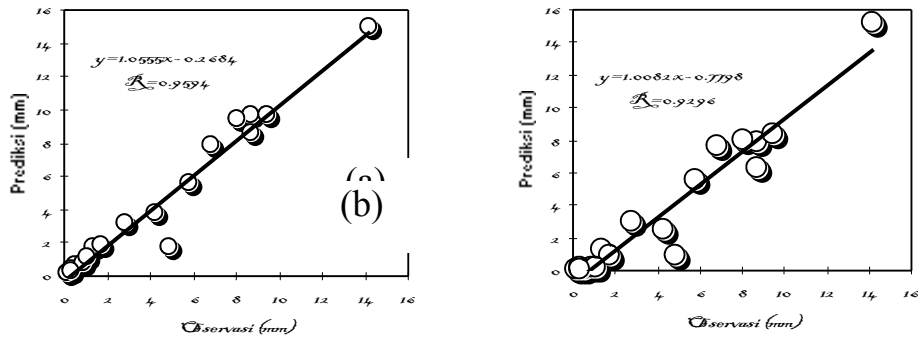 Prediksi (mm)
16
14
12
10
8
6
4
2
0
y=1.0555x-0.2684
R=0.9594
(a)
(b)
0 2 4 6 8 10 12 14 16
Observasi (mm)
Prediksi (mm)
16
14
12
10
8
6
4
2
0
y=1.0082x-0.7798
R=0.9296
0 2 4 6 8 10 12 14 16
Observasi (mm)